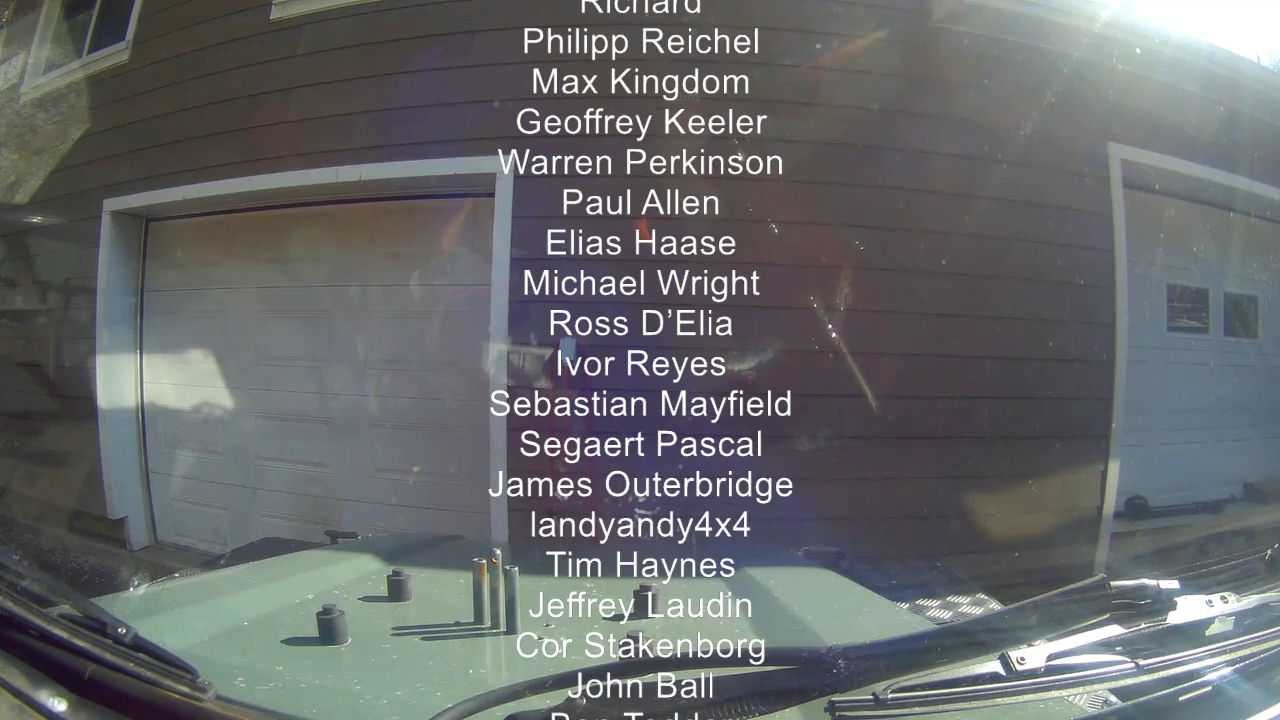 Richard
Philipp Reichel
Max Kingdom
Geoffrey Keeler
Warren Perkinson
Paul Allen
Elias Haase
Michael Wright
Ross D’Elia
Ivor Reyes
Sebastian Mayfield
Segaert Pascal
James Outerbridge
landyandy4x4
Tim Haynes
Jeffrey Laudin
Cor Stakenborg
John Ball